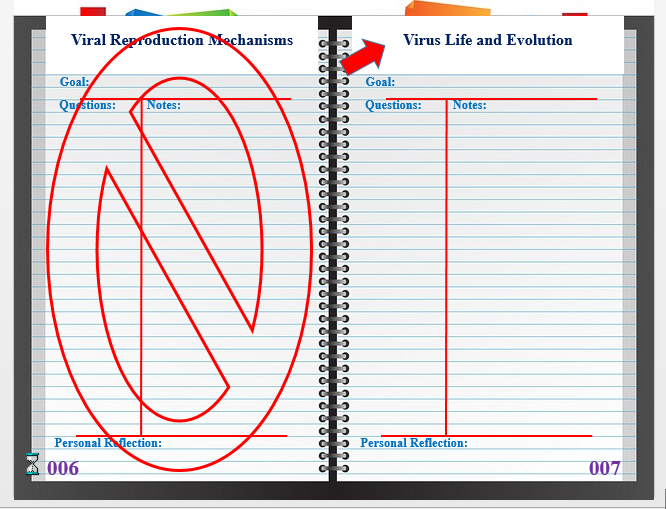 Viral Reproduction Mechanisms
Goal:
Questions:
Notes:
Personal Reflection:
006
Virus Life and Evolution
Goal:
Questions:
Notes:
Personal Reflection:
007